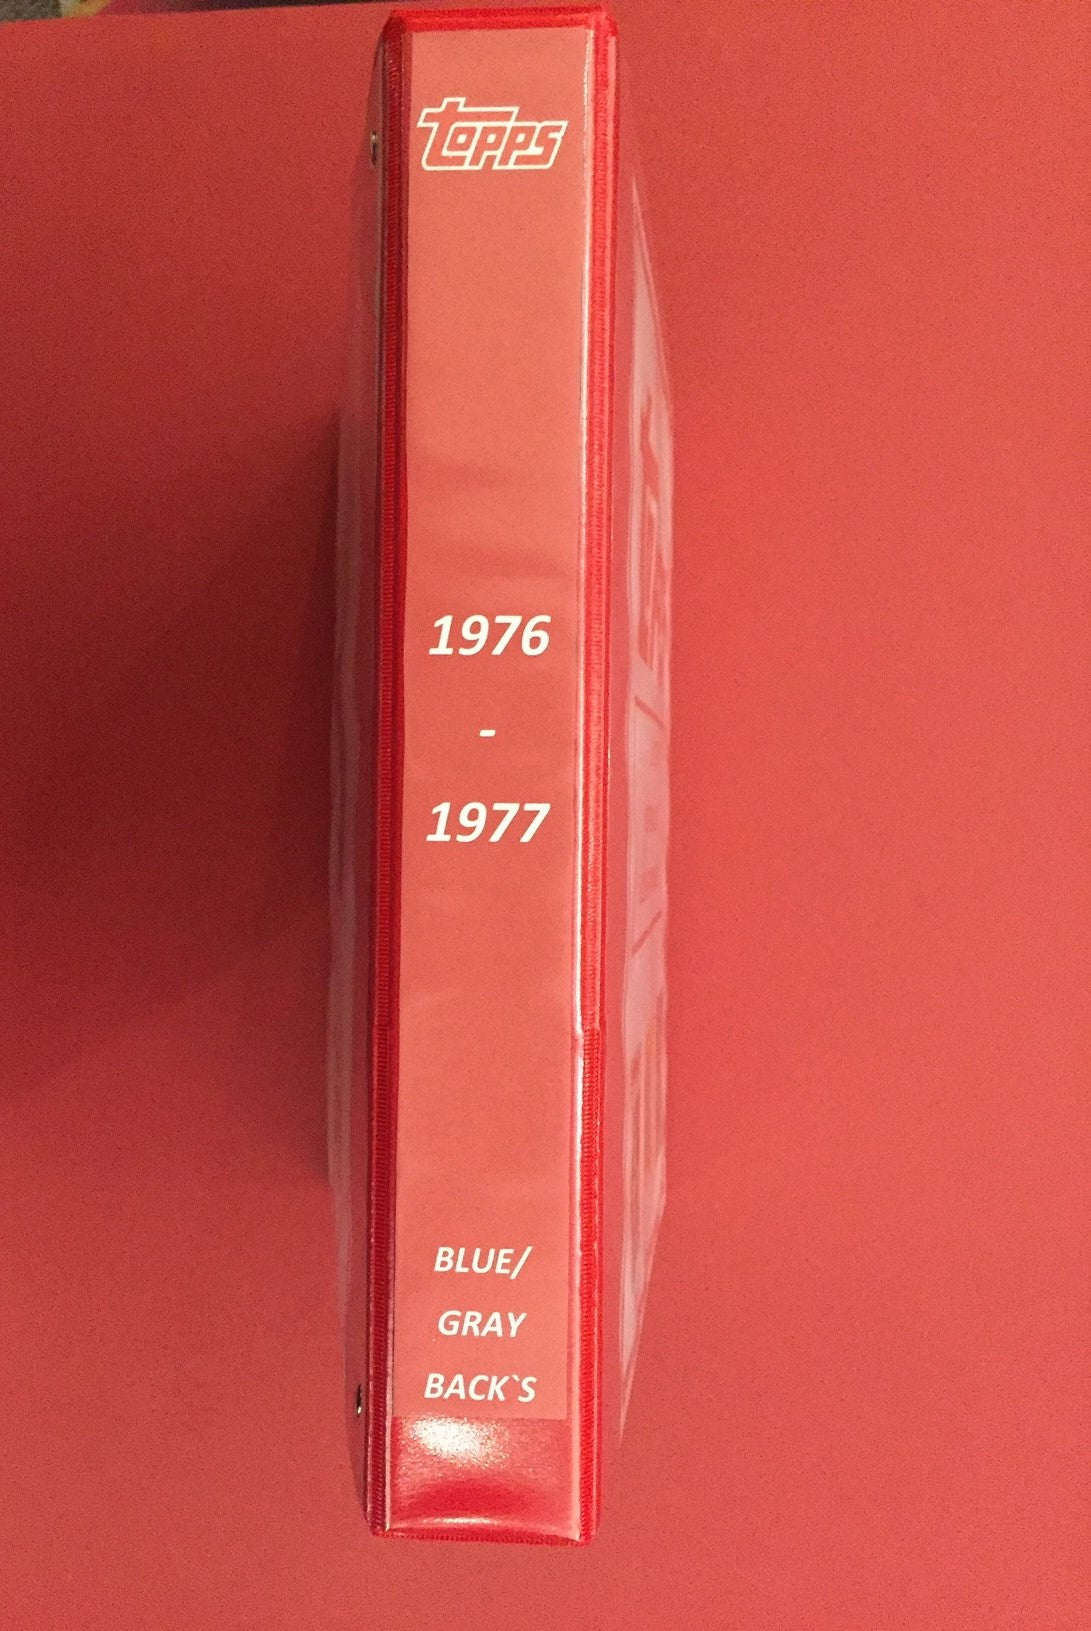 Topps
1976
-
1977
BLUE/
GRAY
BACK`S